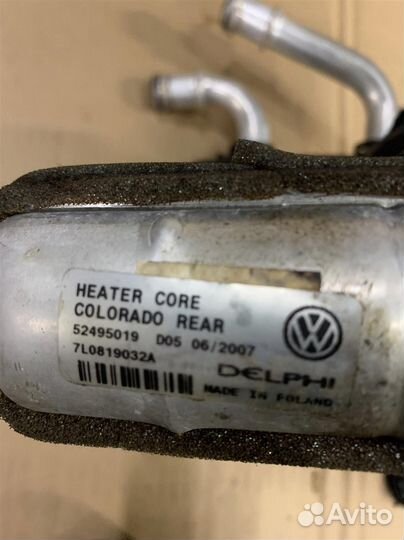 HEATER CORE
COLORADO REAR
52495019 D05 06/2007
7L0819032A
DELPHI
MADE IN POLAND
Avito